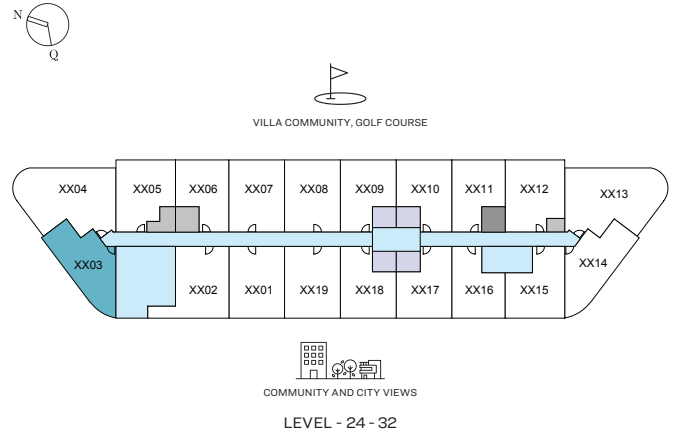 N
Q
VILLA COMMUNITY, GOLF COURSE
XX04 XX05 XX06 XX07 XX08 XX09 XX10 XX11 XX12 XX13
XX03 XX02 XX01 XX19 XX18 XX17 XX16 XX15 XX14
COMMUNITY AND CITY VIEWS
LEVEL - 24 - 32